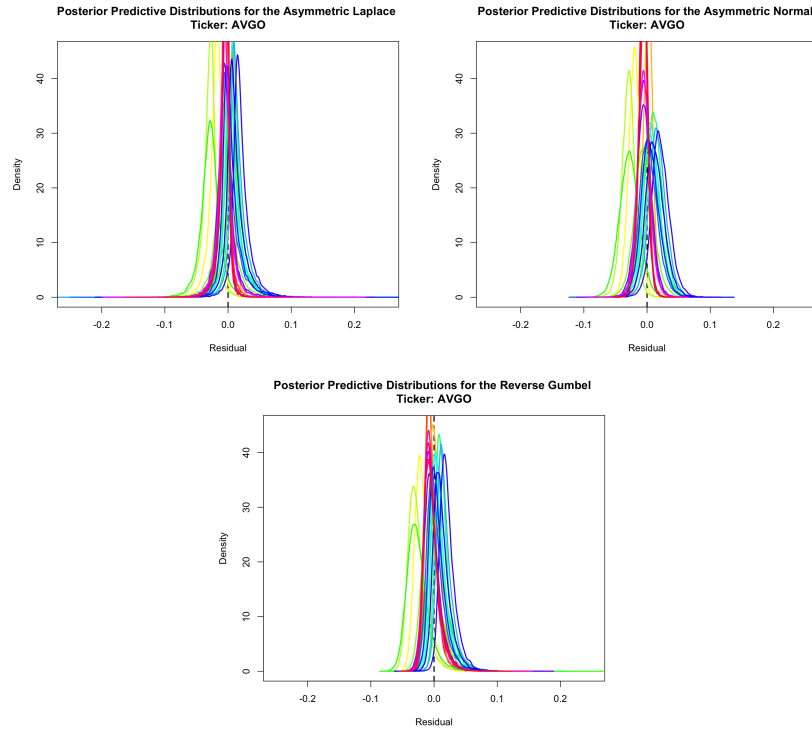 Posterior Predictive Distributions for the Asymmetric Laplace
Ticker: AVGO
Density
0
10
20
30
40
-0.2
-0.1
0.0
0.1
0.2
Residual
Posterior Predictive Distributions for the Asymmetric Normal
Ticker: AVGO
Density
0
10
20
30
40
-0.2
-0.1
0.0
0.1
0.2
Residual
Posterior Predictive Distributions for the Reverse Gumbel
Ticker: AVGO
Density
0
10
20
30
40
-0.2
-0.1
0.0
0.1
0.2
Residual